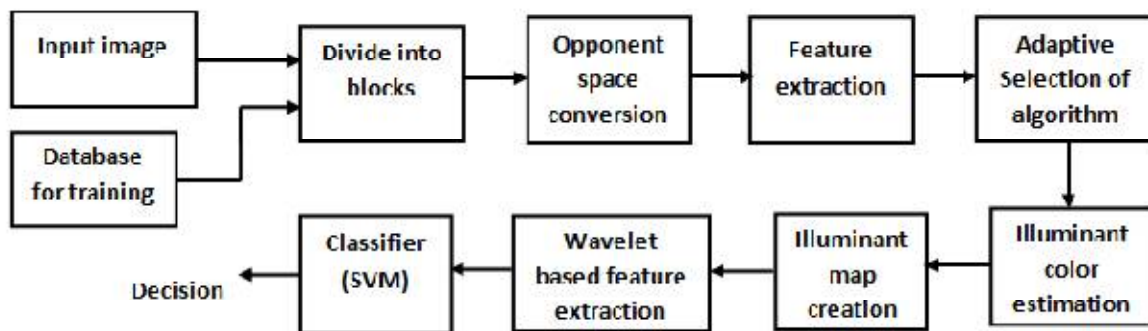 Input image
Divide into
blocks
Opponent
space
conversion
Feature
extraction
Adaptive
Selection of
algorithm
Database
for training
Decision
Classifier
(SVM)
Wavelet
based feature
extraction
Illuminant
map
creation
Illuminant
color
estimation